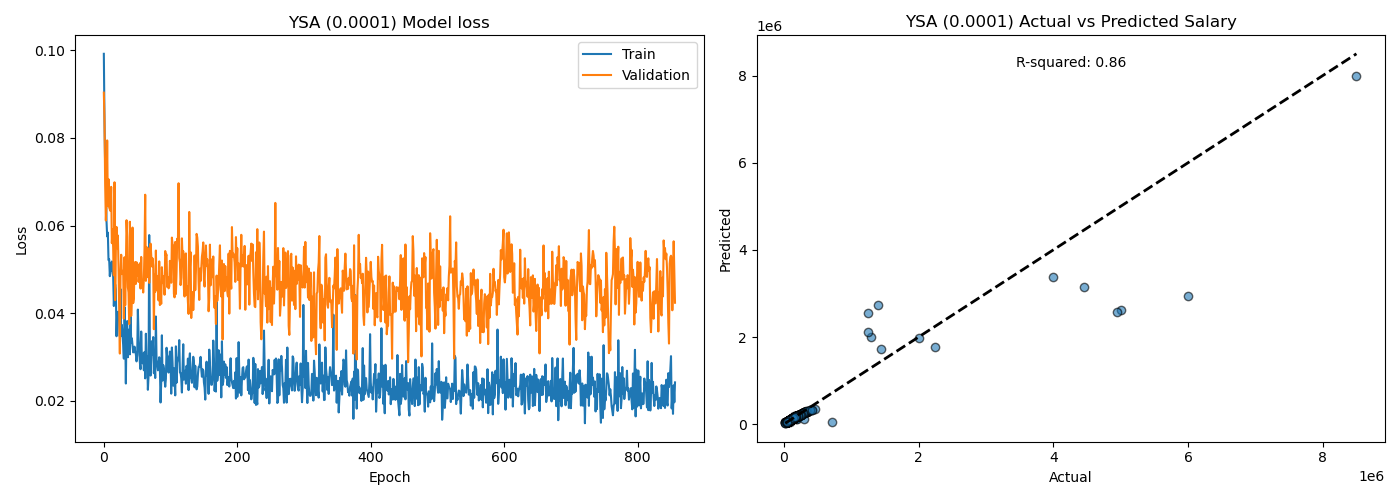 YSA (0.0001) Model loss
Loss
0.10
0.08
0.06
0.04
0.02
Train
Validation
0 200 400 600 800
Epoch
YSA (0.0001) Actual vs Predicted Salary
1e6
R-squared: 0.86
Predicted
8
6
4
2
0
0 2 4 6 8
1e6
Actual